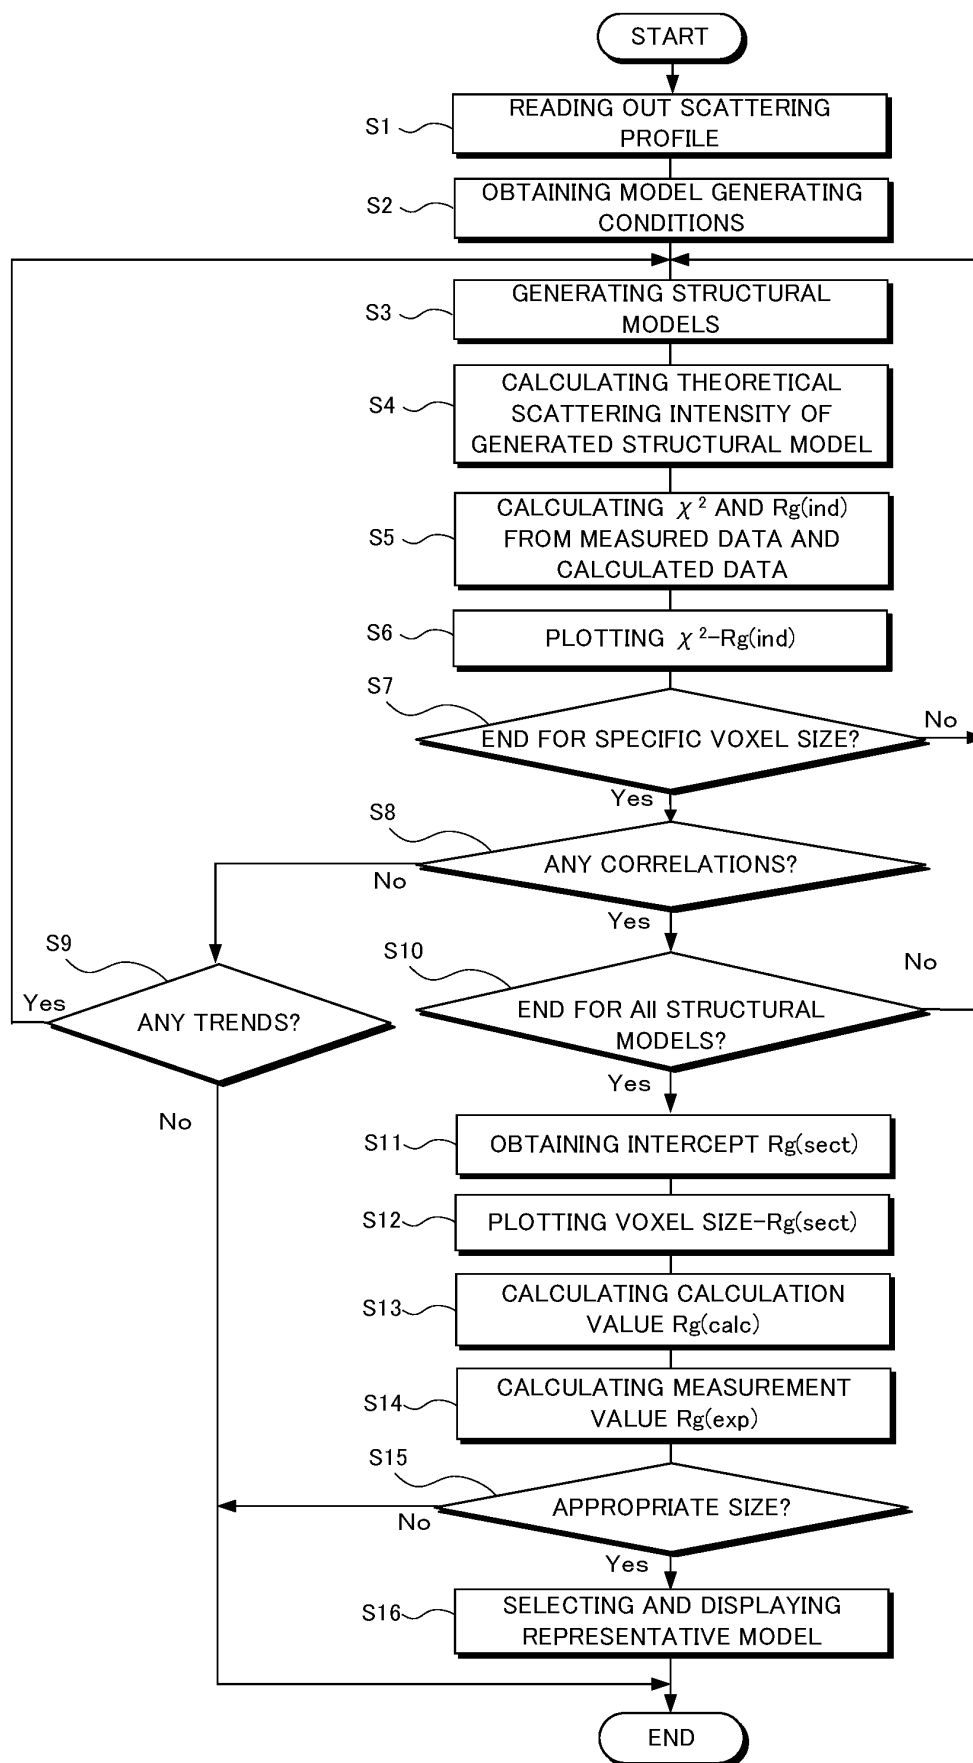 START
S1
READING OUT SCATTERING
PROFILE
S2
OBTAINING MODEL GENERATING
CONDITIONS
S3
GENERATING STRUCTURAL
MODELS
S4
CALCULATING THEORETICAL
SCATTERING INTENSITY OF
GENERATED STRUCTURAL MODEL
S5
CALCULATING χ² AND Rg(ind)
FROM MEASURED DATA AND
CALCULATED DATA
S6
PLOTTING χ²-Rg(ind)
S7
END FOR SPECIFIC VOXEL SIZE?
No
Yes
S8
ANY CORRELATIONS?
No
Yes
S9
ANY TRENDS?
Yes
No
S10
END FOR All STRUCTURAL
MODELS?
No
Yes
S11
OBTAINING INTERCEPT Rg(sect)
S12
PLOTTING VOXEL SIZE-Rg(sect)
S13
CALCULATING CALCULATION
VALUE Rg(calc)
S14
CALCULATING MEASUREMENT
VALUE Rg(exp)
S15
APPROPRIATE SIZE?
No
Yes
S16
SELECTING AND DISPLAYING
REPRESENTATIVE MODEL
END